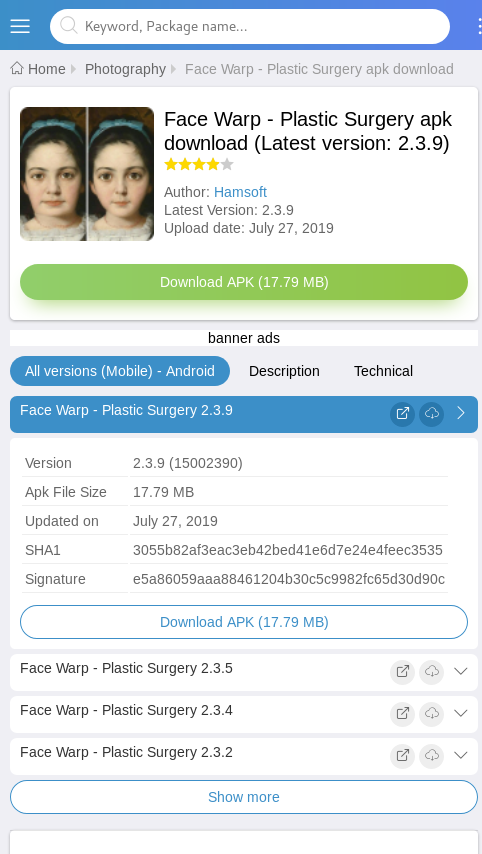 Keyword, Package name...
Home Photography Face Warp - Plastic Surgery apk download
Face Warp - Plastic Surgery apk
download (Latest version: 2.3.9)
Author: Hamsoft
Latest Version: 2.3.9
Upload date: July 27, 2019
Download APK (17.79 MB)
banner ads
All versions (Mobile) - Android Description Technical
Face Warp - Plastic Surgery 2.3.9
Version 2.3.9 (15002390)
Apk File Size 17.79 MB
Updated on July 27, 2019
SHA1 3055b82af3eac3eb42bed41e6d7e24e4feec3535
Signature e5a86059aaa88461204b30c5c9982fc65d30d90c
Download APK (17.79 MB)
Face Warp - Plastic Surgery 2.3.5
Face Warp - Plastic Surgery 2.3.4
Face Warp - Plastic Surgery 2.3.2
Show more